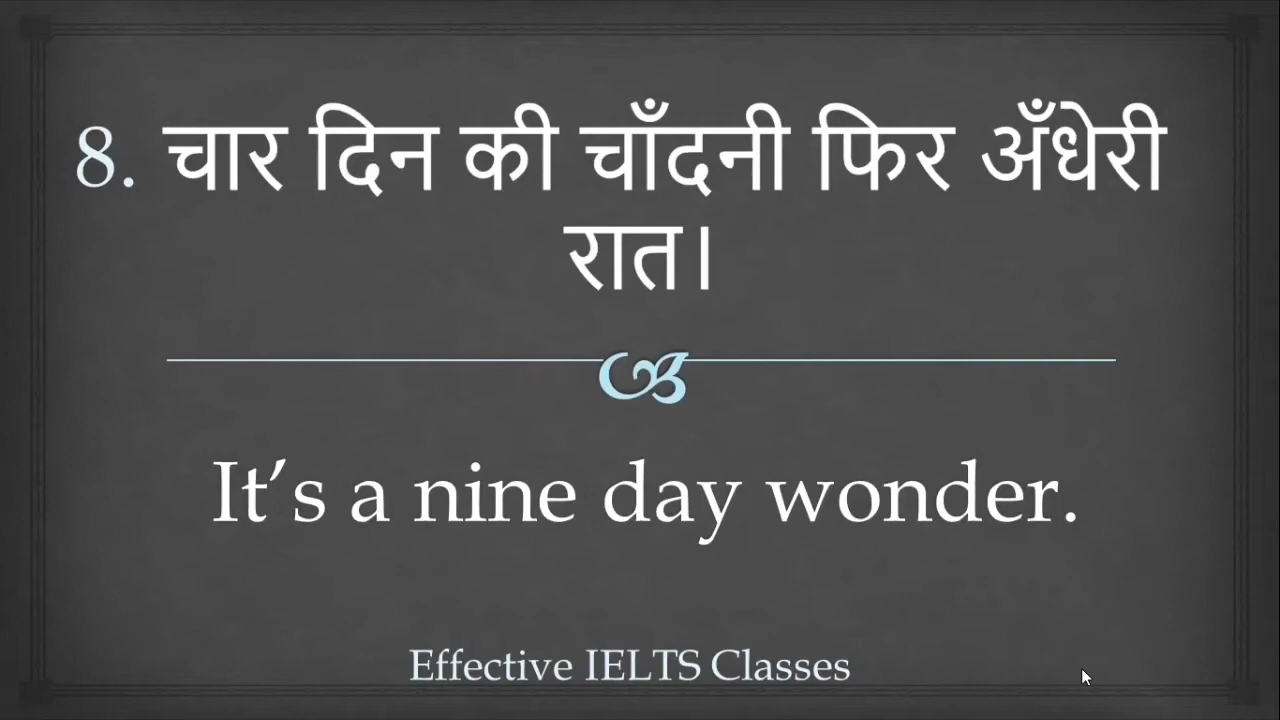 8. चार दिन की चाँदनी फिर अँधेरी
रात।
It’s a nine day wonder.
Effective IELTS Classes